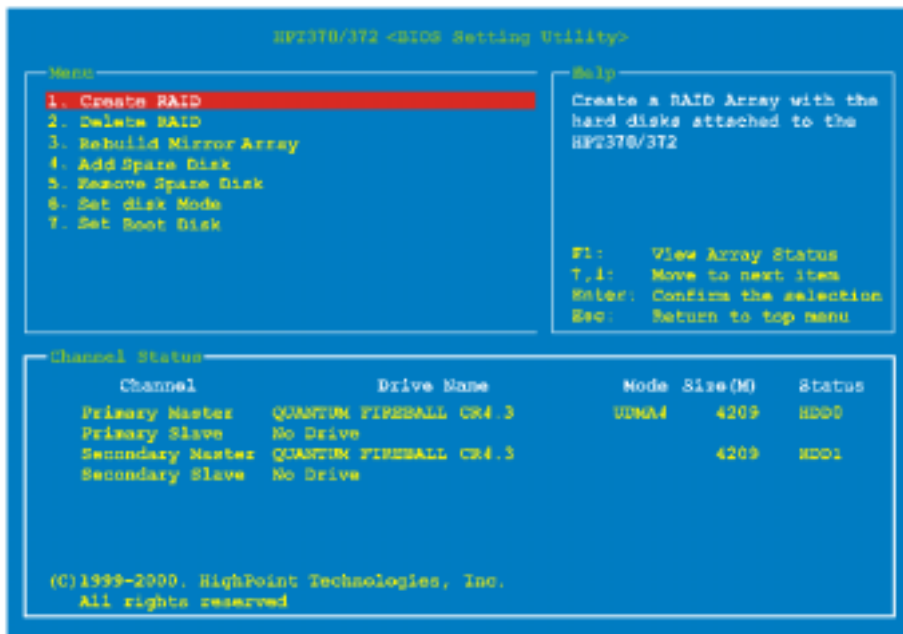 HPT370/372 <BIOS Setting Utility>
Menu
1. Create RAID
2. Delete RAID
3. Rebuild Mirror Array
4. Add Spare Disk
5. Remove Spare Disk
6. Set disk Mode
7. Set Boot Disk
Help
Create a RAID Array with the
hard disks attached to the
HPT370/372
F1: View Array Status
↑,↓: Move to next item
Enter: Confirm the selection
Esc: Return to top menu
Channel Status
Channel Drive Name Mode Size(M) Status
Primary Master QUANTUM FIREBALL CR4.3 UDMA4 4209 HDD0
Primary Slave No Drive
Secondary Master QUANTUM FIREBALL CR4.3 4209 HDD1
Secondary Slave No Drive
(C)1999-2000. HighPoint Technologies, Inc.
All rights reserved